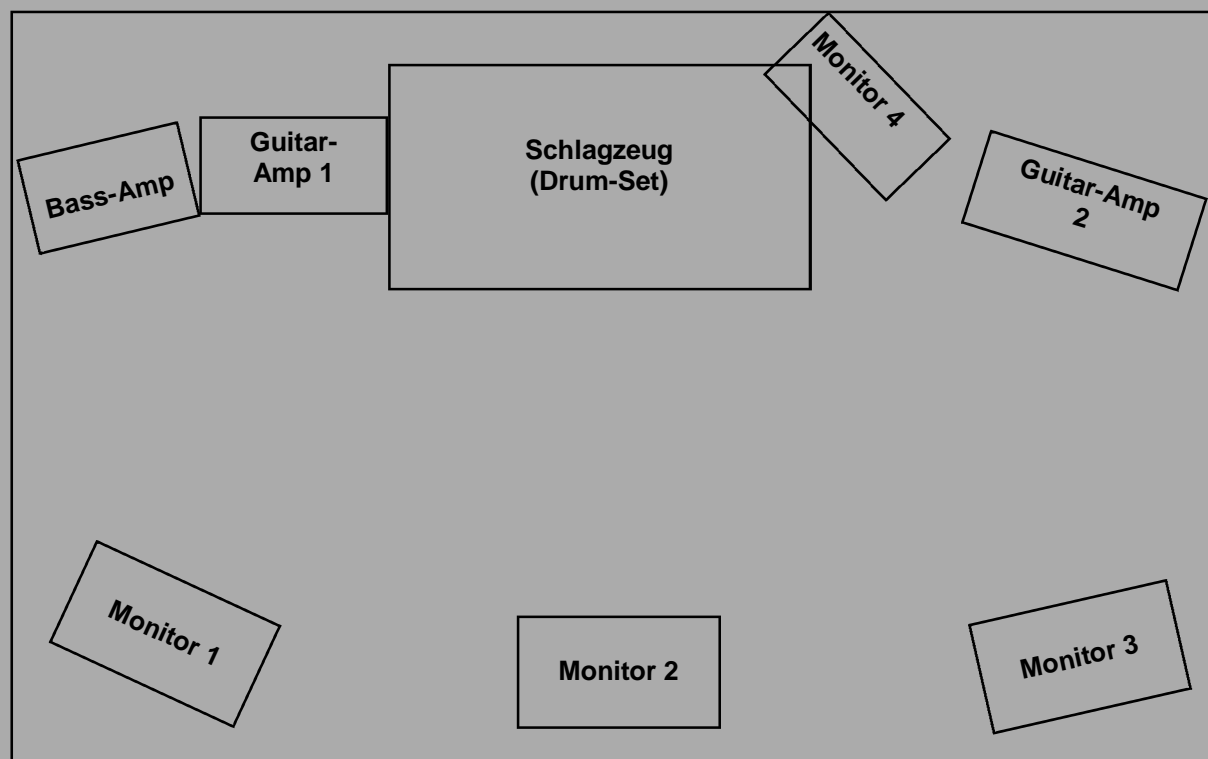 Monitor 4
Guitar-
Amp 1
Schlagzeug
(Drum-Set)
Bass-Amp
Guitar-Amp
2
Monitor 1
Monitor 2
Monitor 3